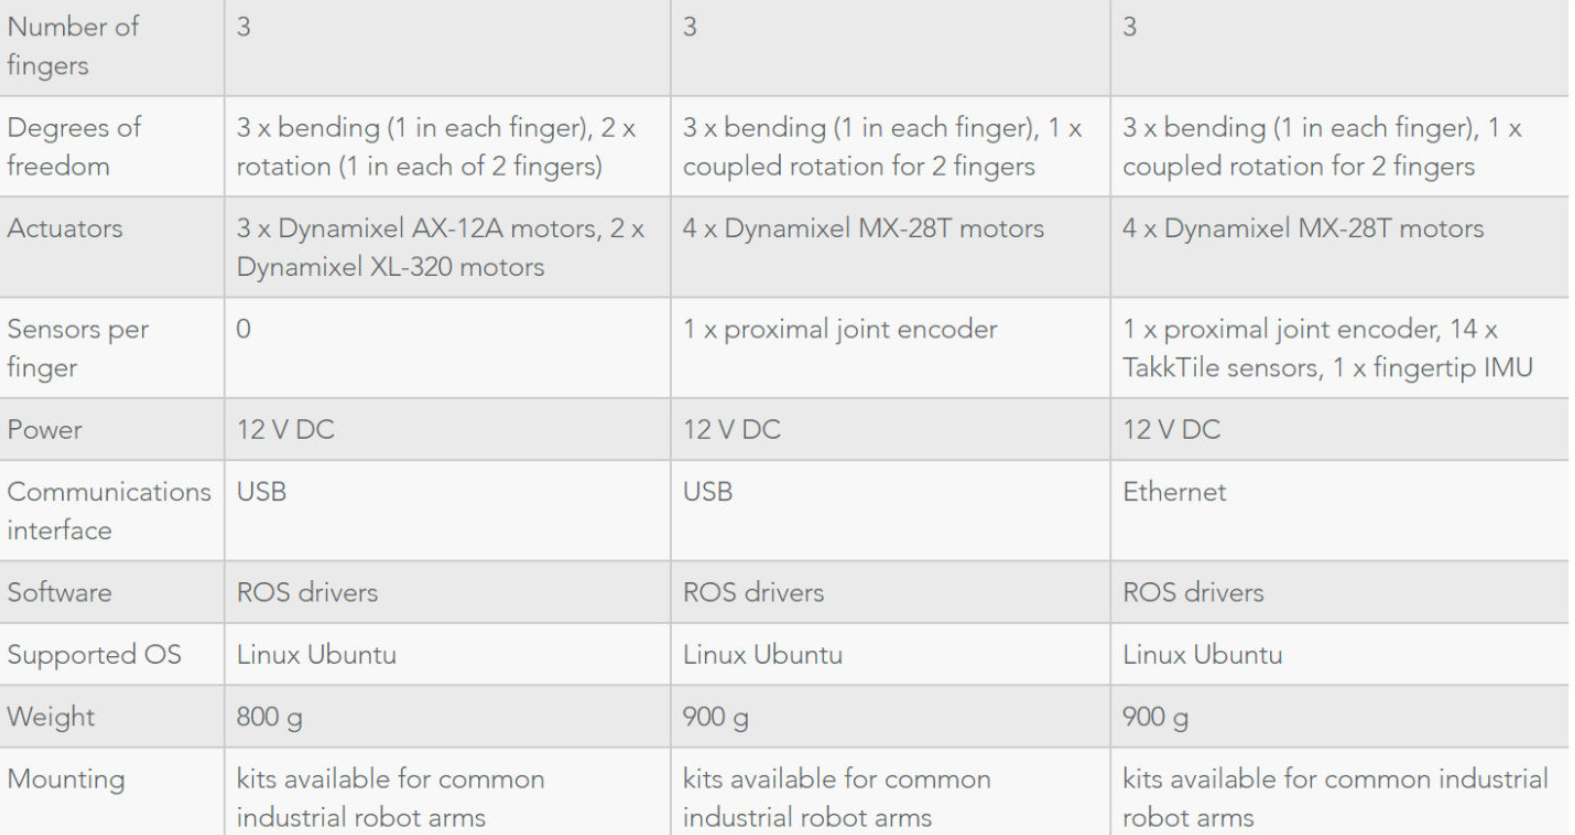 Number of fingers 3 3 3
Degrees of freedom 3 x bending (1 in each finger), 2 x rotation (1 in each of 2 fingers) 3 x bending (1 in each finger), 1 x coupled rotation for 2 fingers 3 x bending (1 in each finger), 1 x coupled rotation for 2 fingers
Actuators 3 x Dynamixel AX-12A motors, 2 x Dynamixel XL-320 motors 4 x Dynamixel MX-28T motors 4 x Dynamixel MX-28T motors
Sensors per finger 0 1 x proximal joint encoder 1 x proximal joint encoder, 14 x TakkTile sensors, 1 x fingertip IMU
Power 12 V DC 12 V DC 12 V DC
Communications interface USB USB Ethernet
Software ROS drivers ROS drivers ROS drivers
Supported OS Linux Ubuntu Linux Ubuntu Linux Ubuntu
Weight 800 g 900 g 900 g
Mounting kits available for common industrial robot arms kits available for common industrial robot arms kits available for common industrial robot arms